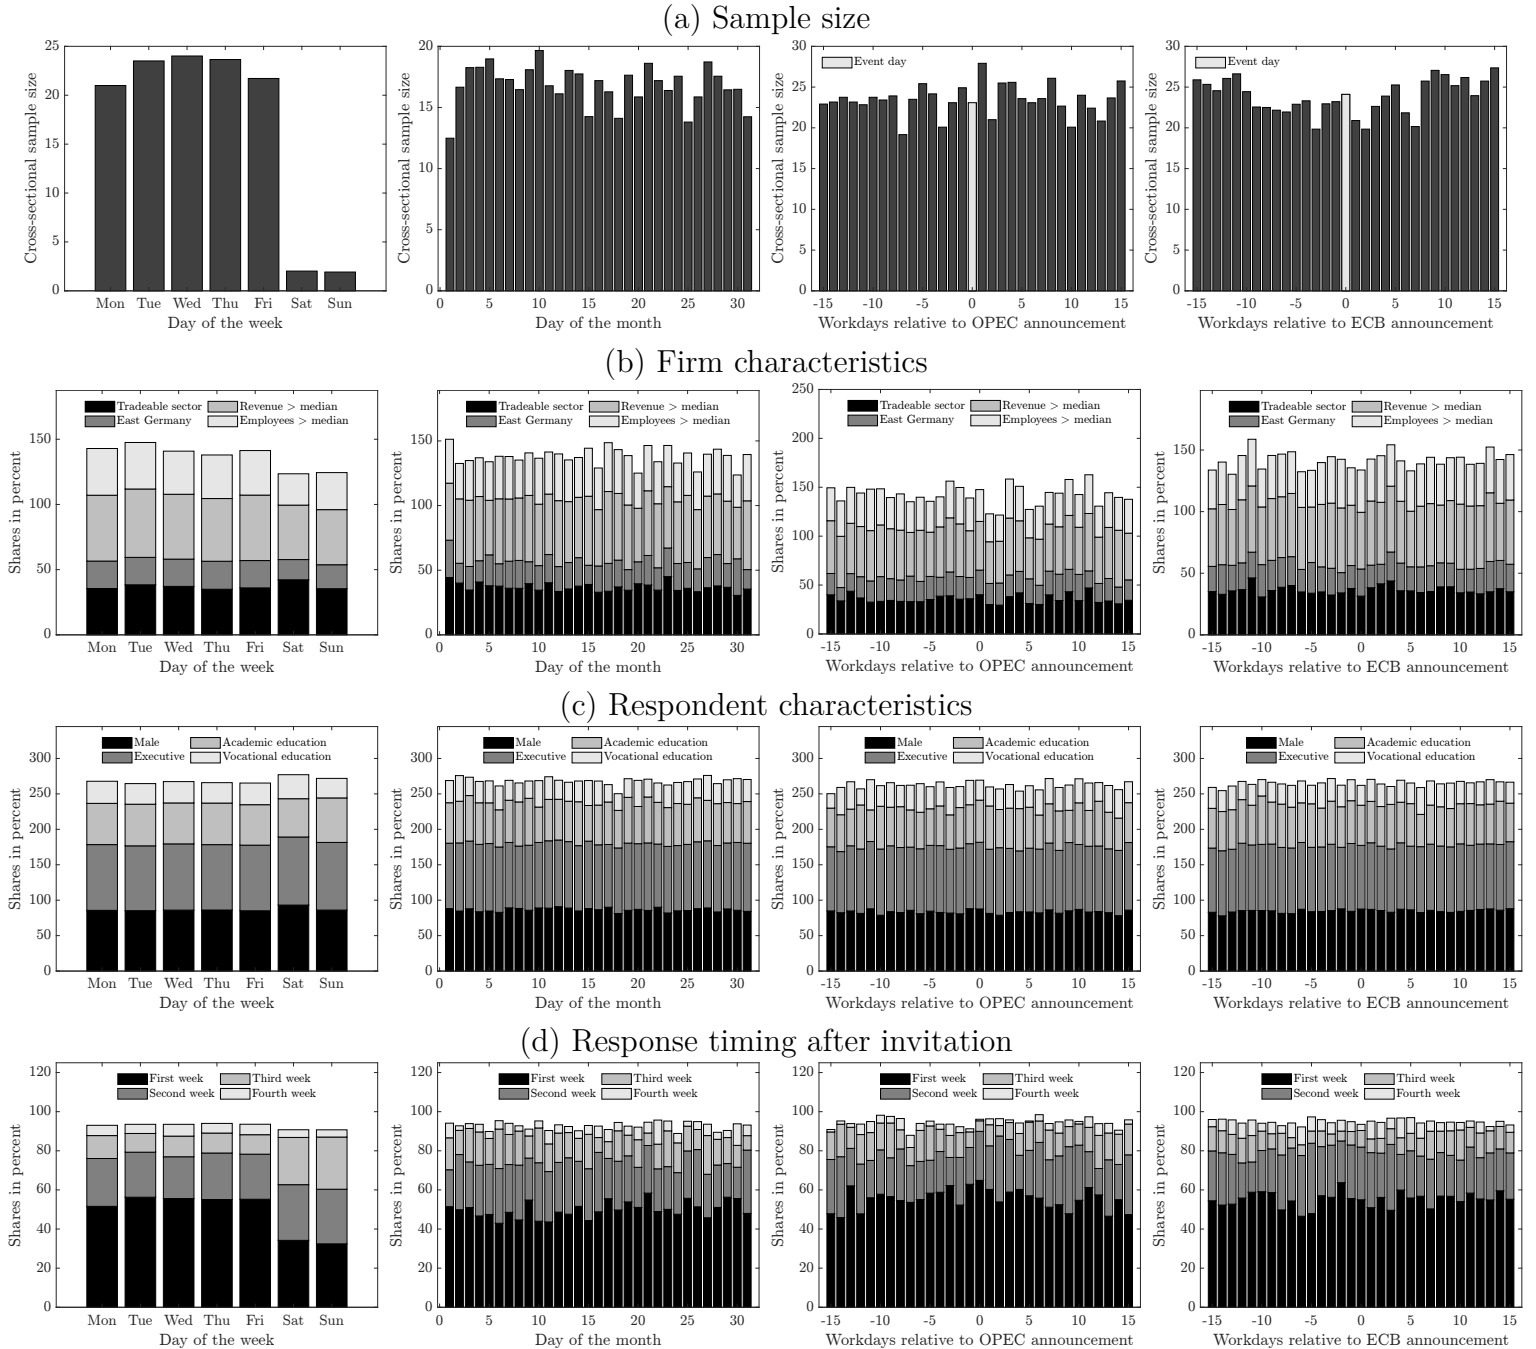 (a) Sample size
Cross-sectional sample size
25
20
15
10
5
0
Mon Tue Wed Thu Fri Sat Sun
Day of the week
Cross-sectional sample size
20
15
10
5
0
0 5 10 15 20 25 30
Day of the month
Cross-sectional sample size
30
25
20
15
10
5
0
Event day
-15 -10 -5 0 5 10 15
Workdays relative to OPEC announcement
Cross-sectional sample size
30
25
20
15
10
5
0
Event day
-15 -10 -5 0 5 10 15
Workdays relative to ECB announcement
(b) Firm characteristics
Shares in percent
150
100
50
0
Tradeable sector Revenue > median
East Germany Employees > median
Mon Tue Wed Thu Fri Sat Sun
Day of the week
Shares in percent
150
100
50
0
Tradeable sector Revenue > median
East Germany Employees > median
0 5 10 15 20 25 30
Day of the month
Shares in percent
250
200
150
100
50
0
Tradeable sector Revenue > median
East Germany Employees > median
-15 -10 -5 0 5 10 15
Workdays relative to OPEC announcement
Shares in percent
150
100
50
0
Tradeable sector Revenue > median
East Germany Employees > median
-15 -10 -5 0 5 10 15
Workdays relative to ECB announcement
(c) Respondent characteristics
Shares in percent
300
250
200
150
100
50
0
Male Academic education
Executive Vocational education
Mon Tue Wed Thu Fri Sat Sun
Day of the week
Shares in percent
300
250
200
150
100
50
0
Male Academic education
Executive Vocational education
0 5 10 15 20 25 30
Day of the month
Shares in percent
300
250
200
150
100
50
0
Male Academic education
Executive Vocational education
-15 -10 -5 0 5 10 15
Workdays relative to OPEC announcement
Shares in percent
300
250
200
150
100
50
0
Male Academic education
Executive Vocational education
-15 -10 -5 0 5 10 15
Workdays relative to ECB announcement
(d) Response timing after invitation
Shares in percent
120
100
80
60
40
20
0
First week Third week
Second week Fourth week
Mon Tue Wed Thu Fri Sat Sun
Day of the week
Shares in percent
120
100
80
60
40
20
0
First week Third week
Second week Fourth week
0 5 10 15 20 25 30
Day of the month
Shares in percent
120
100
80
60
40
20
0
First week Third week
Second week Fourth week
-15 -10 -5 0 5 10 15
Workdays relative to OPEC announcement
Shares in percent
120
100
80
60
40
20
0
First week Third week
Second week Fourth week
-15 -10 -5 0 5 10 15
Workdays relative to ECB announcement